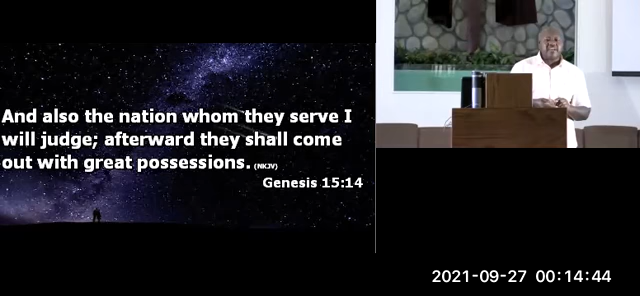 And also the nation whom they serve I
will judge; afterward they shall come
out with great possessions. (NKJV)
Genesis 15:14
2021-09-27 00:14:44